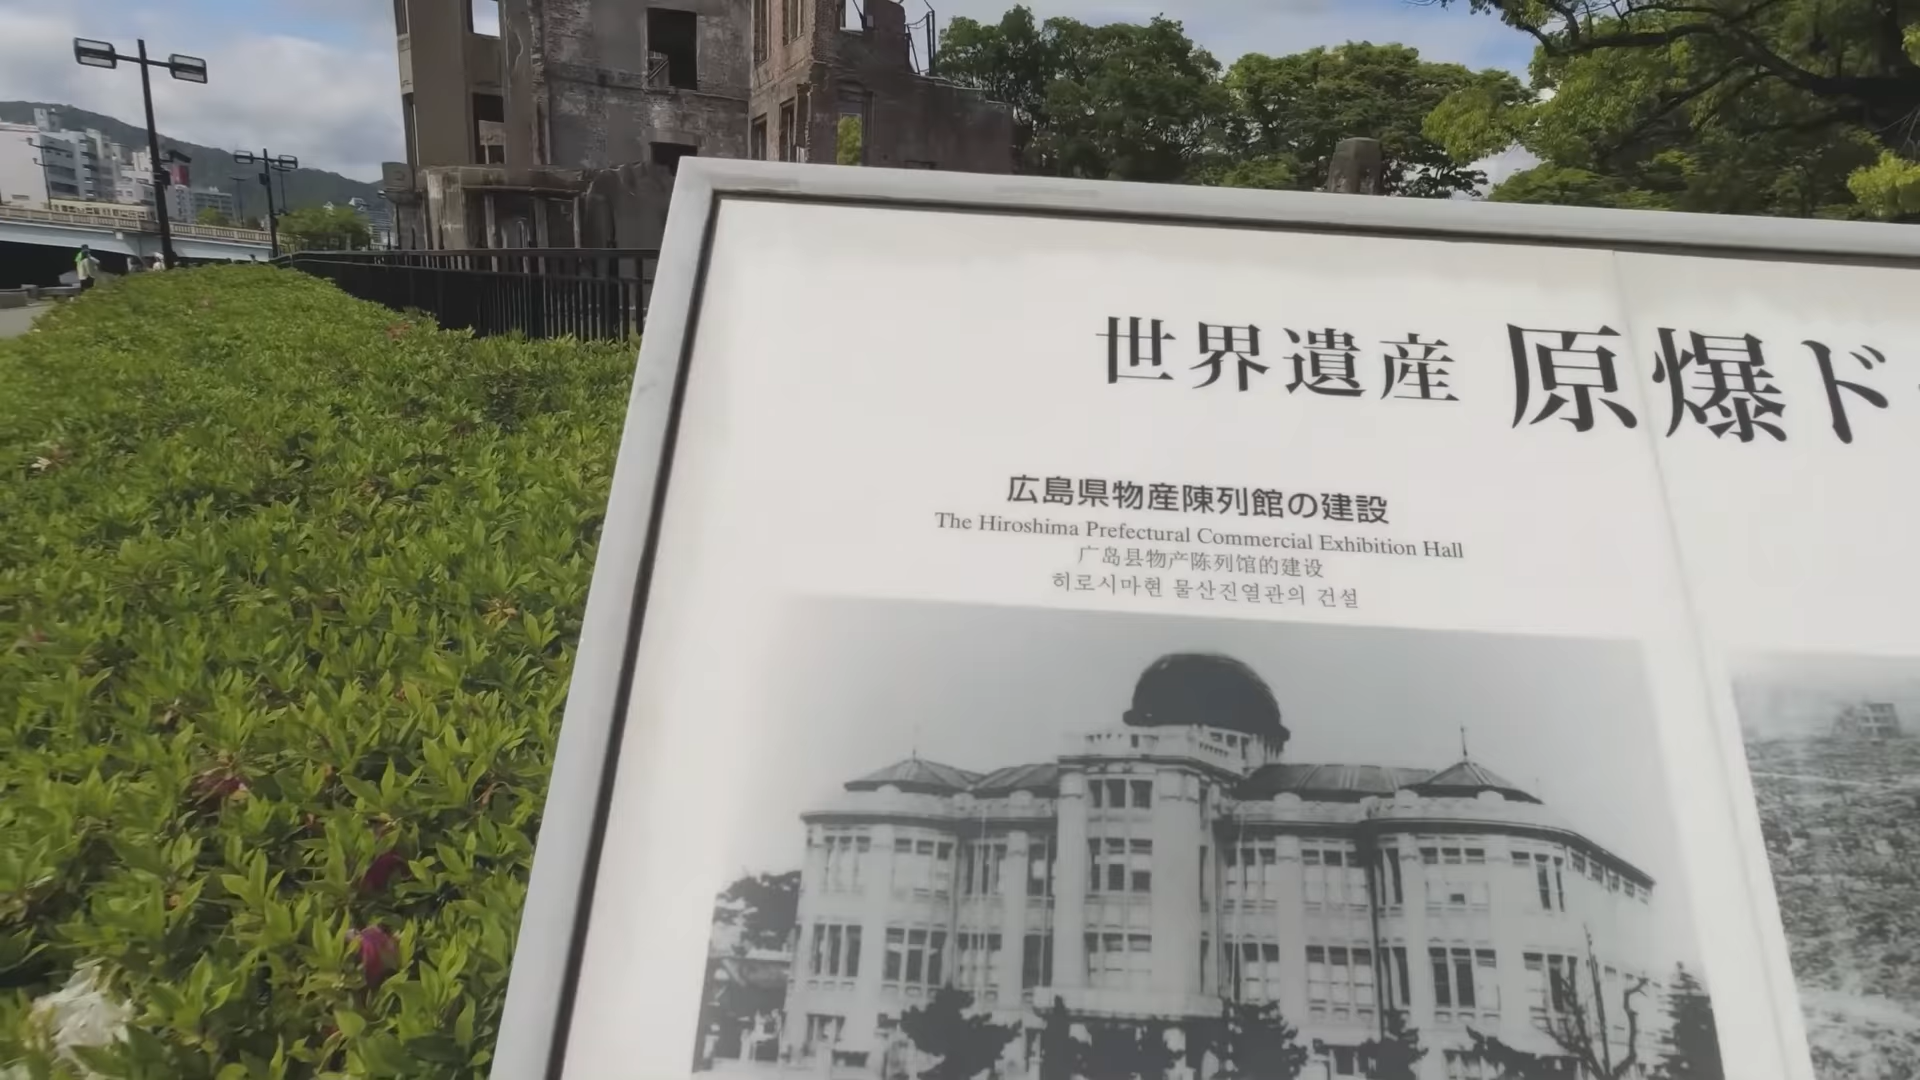 世界遺産 原爆ド
広島県物産陳列館の建設
The Hiroshima Prefectural Commercial Exhibition Hall
广岛县物产陈列馆的建设
히로시마현 물산진열관의 건설